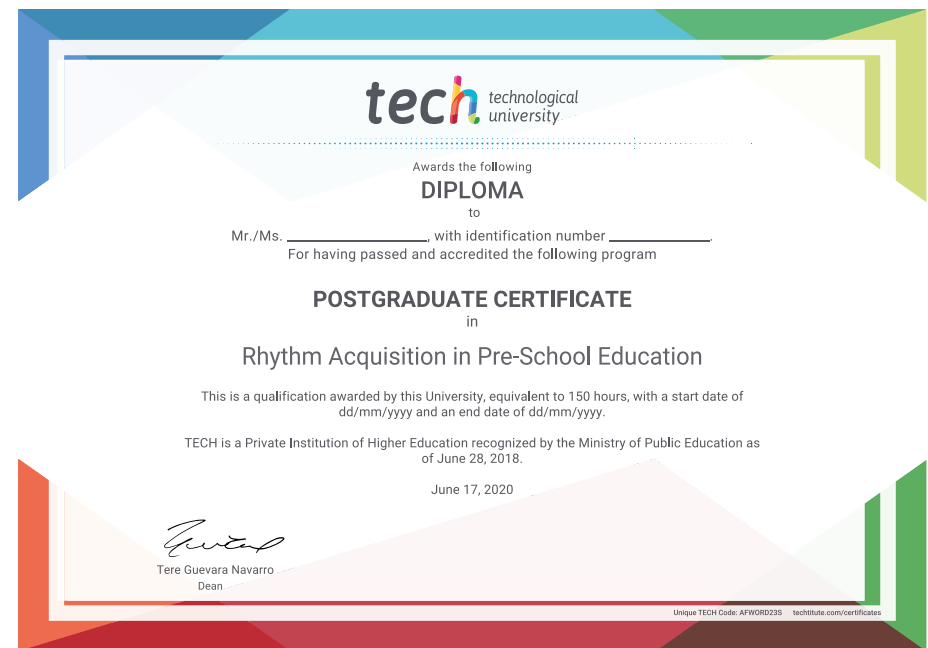 tech technological
university
Awards the following
DIPLOMA
to
Mr./Ms. ____________________, with identification number ______________.
For having passed and accredited the following program
POSTGRADUATE CERTIFICATE
in
Rhythm Acquisition in Pre-School Education
This is a qualification awarded by this University, equivalent to 150 hours, with a start date of
dd/mm/yyyy and an end date of dd/mm/yyyy.
TECH is a Private Institution of Higher Education recognized by the Ministry of Public Education as
of June 28, 2018.
June 17, 2020
Tere Guevara Navarro
Dean
Unique TECH Code: AFWORD23S techtitute.com/certificates